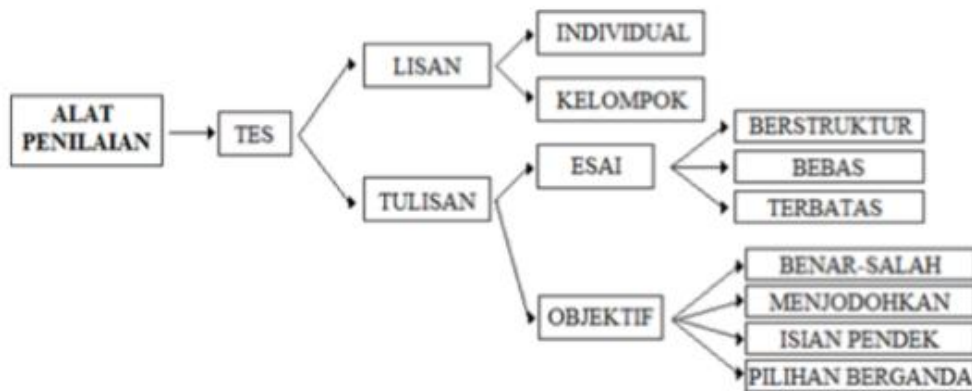 ALAT
PENILAIAN
TES
LISAN
INDIVIDUAL
KELOMPOK
TULISAN
ESAI
BERSTRUKTUR
BEBAS
TERBATAS
OBJEKTIF
BENAR-SALAH
MENJODOHKAN
ISIAN PENDEK
PILIHAN BERGANDA